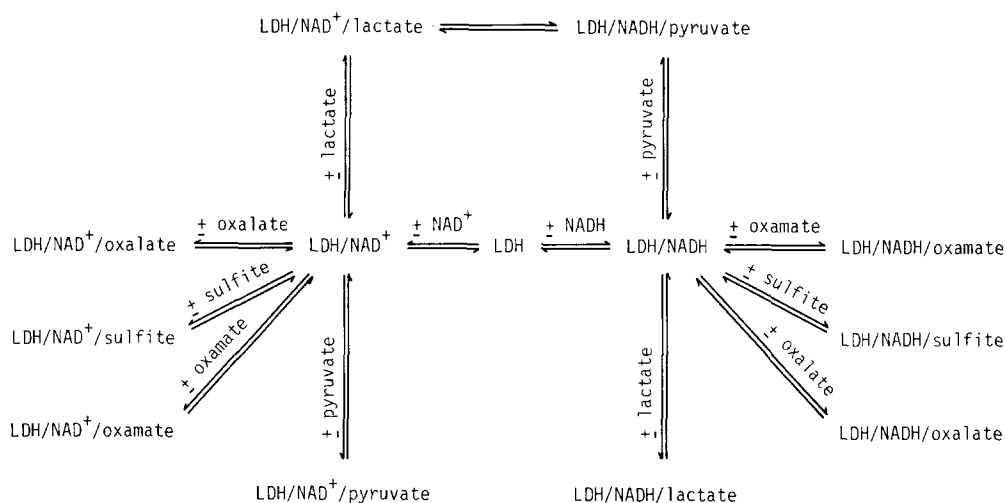 LDH/NAD⁺/lactate
LDH/NADH/pyruvate
± lactate
± pyruvate
± oxalate
± NAD⁺
± NADH
± oxamate
LDH/NAD⁺/oxalate
LDH/NAD⁺
LDH
LDH/NADH
LDH/NADH/oxamate
± sulfite
± sulfite
LDH/NAD⁺/sulfite
LDH/NADH/sulfite
± oxamate
± oxalate
± pyruvate
± lactate
LDH/NAD⁺/oxamate
LDH/NADH/oxalate
LDH/NAD⁺/pyruvate
LDH/NADH/lactate